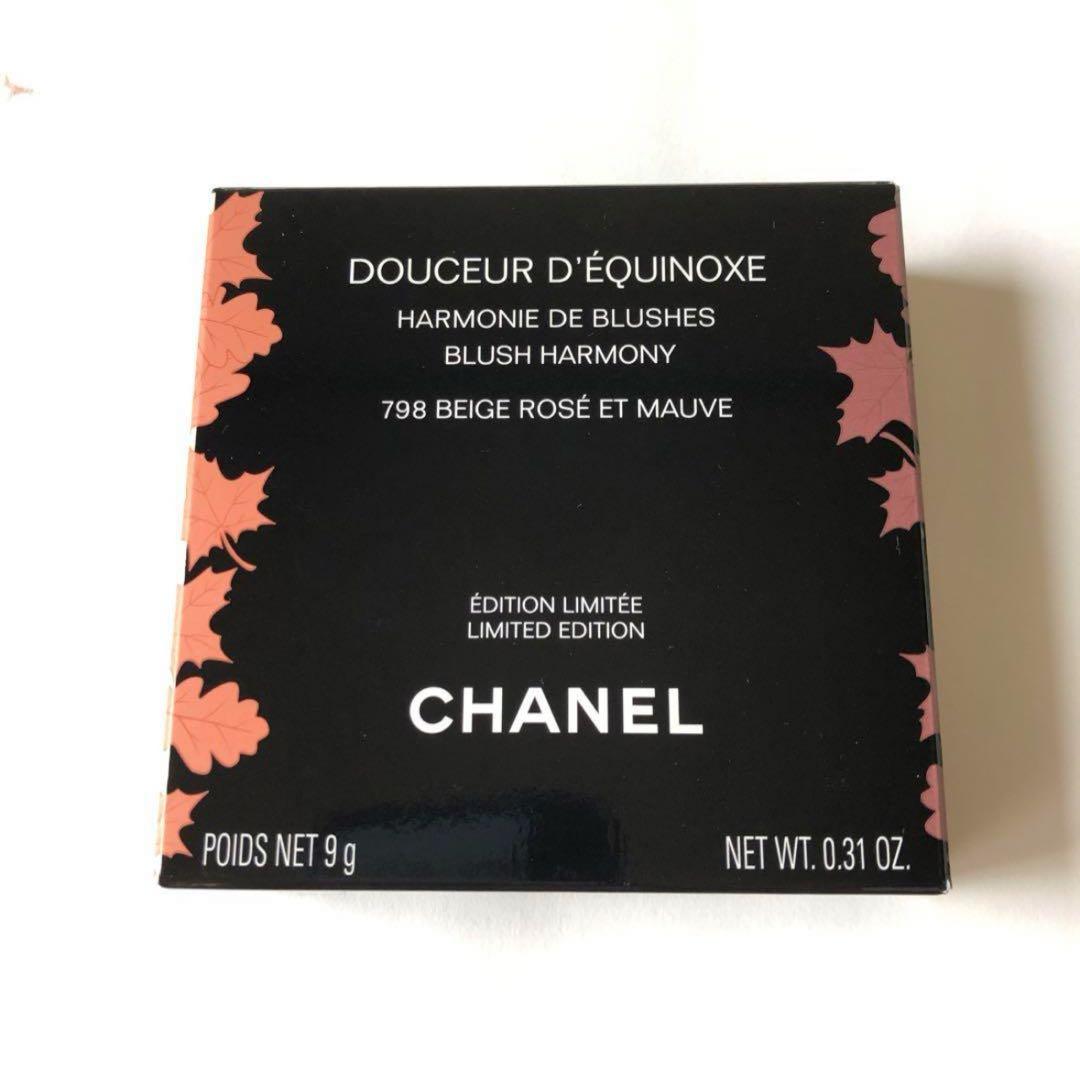 DOUCEUR D'ÉQUINOXE
HARMONIE DE BLUSHES
BLUSH HARMONY
798 BEIGE ROSÉ ET MAUVE
ÉDITION LIMITÉE
LIMITED EDITION
CHANEL
POIDS NET 9 g
NET WT. 0.31 OZ.